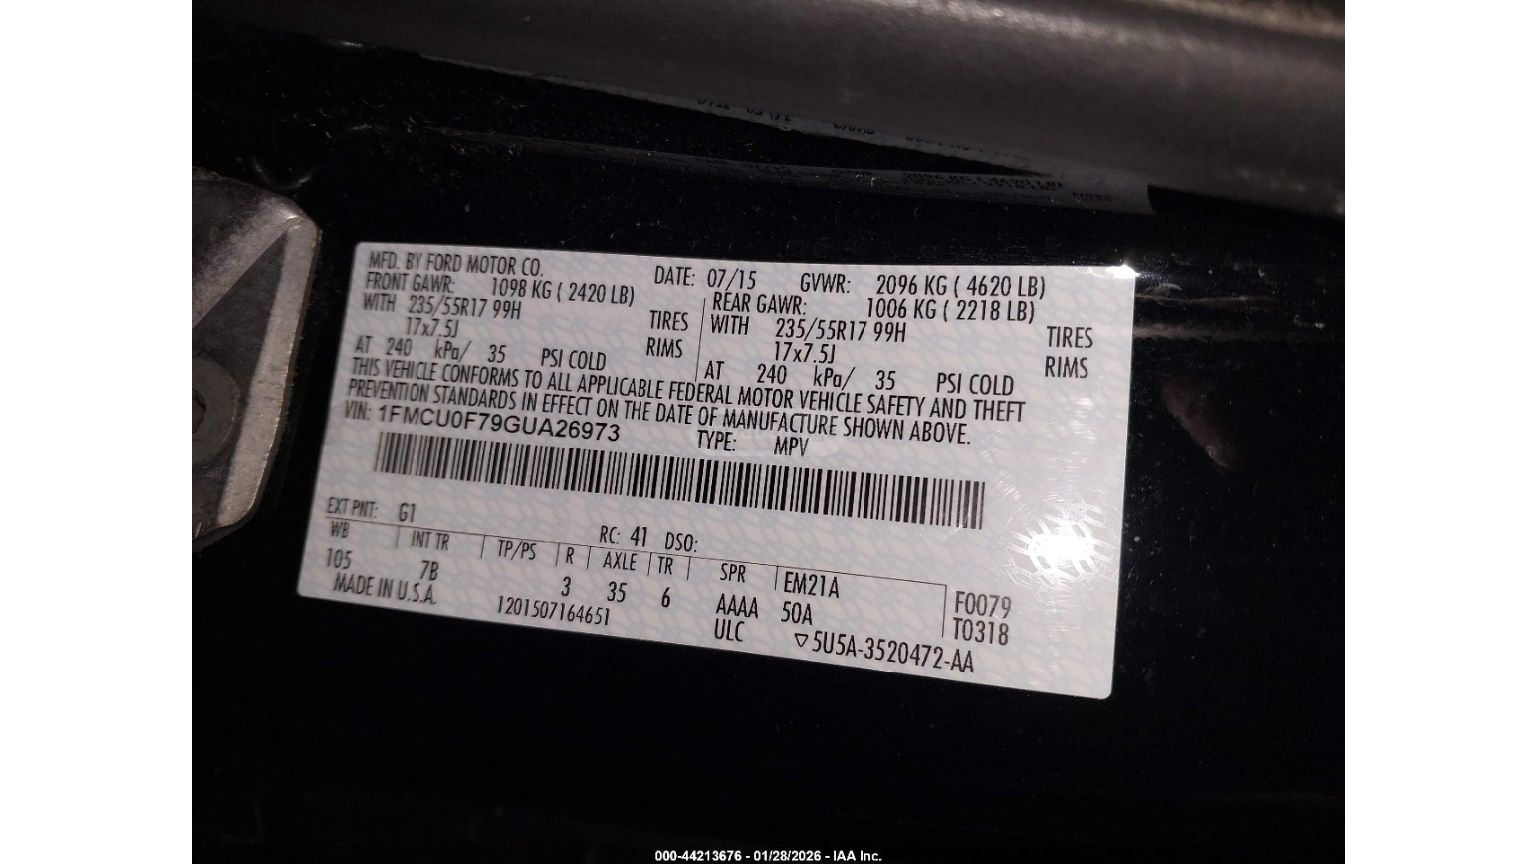 MFD. BY FORD MOTOR CO. DATE: 07/15 GVWR: 2096 KG ( 4620 LB)
FRONT GAWR: 1098 KG ( 2420 LB) REAR GAWR: 1006 KG ( 2218 LB)
WITH 235/55R17 99H TIRES WITH 235/55R17 99H TIRES
17x7.5J RIMS 17x7.5J RIMS
AT 240 kPa/ 35 PSI COLD AT 240 kPa/ 35 PSI COLD
THIS VEHICLE CONFORMS TO ALL APPLICABLE FEDERAL MOTOR VEHICLE SAFETY AND THEFT
PREVENTION STANDARDS IN EFFECT ON THE DATE OF MANUFACTURE SHOWN ABOVE.
VIN: 1FMCU0F79GUA26973 TYPE: MPV
EXT PNT: G1 RC: 41 DSO:
WB INT TR TP/PS R AXLE TR SPR EM21A
105 7B 3 35 6 AAAA 50A F0079
MADE IN U.S.A. 1201507164651 ULC T0318
▽5U5A-3520472-AA
000-44213676 - 01/28/2026 - IAA Inc.